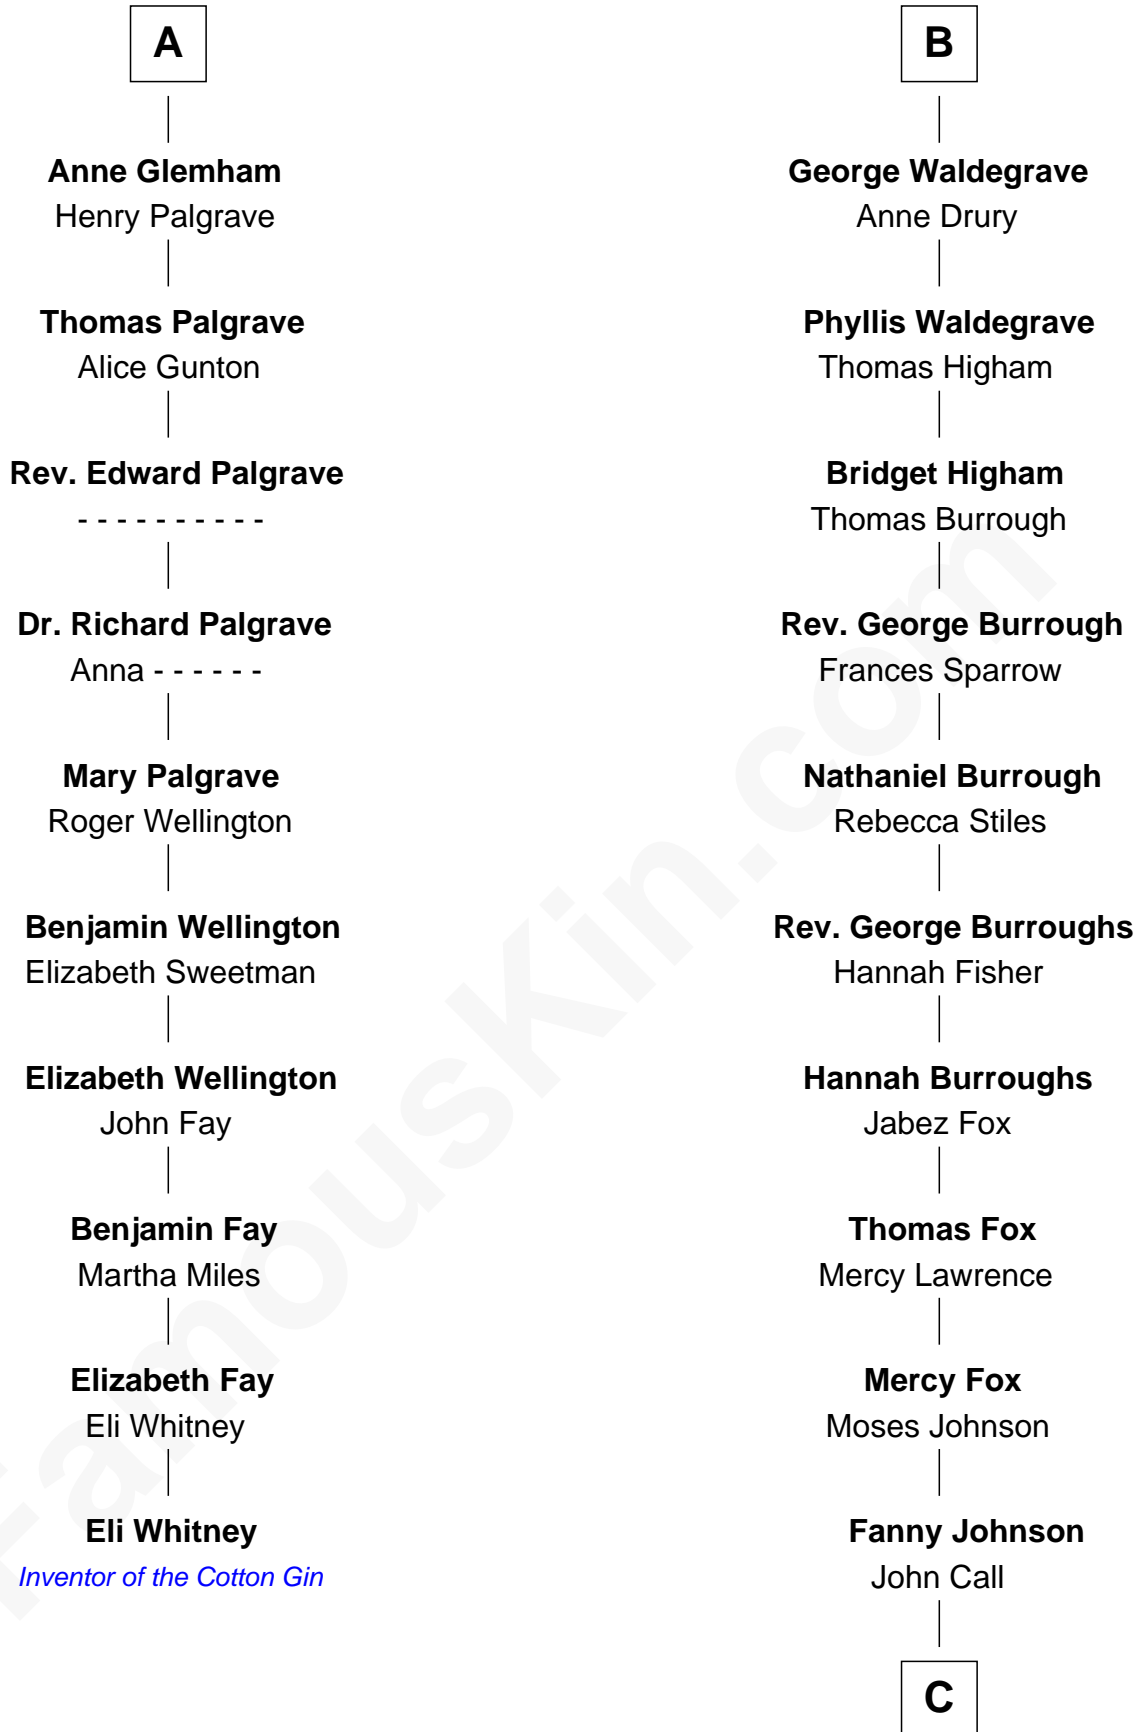 A
Anne Glemham
Henry Palgrave
Thomas Palgrave
Alice Gunton
Rev. Edward Palgrave
- - - - - - - - - -
Dr. Richard Palgrave
Anna - - - - - -
Mary Palgrave
Roger Wellington
Benjamin Wellington
Elizabeth Sweetman
Elizabeth Wellington
John Fay
Benjamin Fay
Martha Miles
Elizabeth Fay
Eli Whitney
Eli Whitney
Inventor of the Cotton Gin
B
George Waldegrave
Anne Drury
Phyllis Waldegrave
Thomas Higham
Bridget Higham
Thomas Burrough
Rev. George Burrough
Frances Sparrow
Nathaniel Burrough
Rebecca Stiles
Rev. George Burroughs
Hannah Fisher
Hannah Burroughs
Jabez Fox
Thomas Fox
Mercy Lawrence
Mercy Fox
Moses Johnson
Fanny Johnson
John Call
C
FamousKin.com